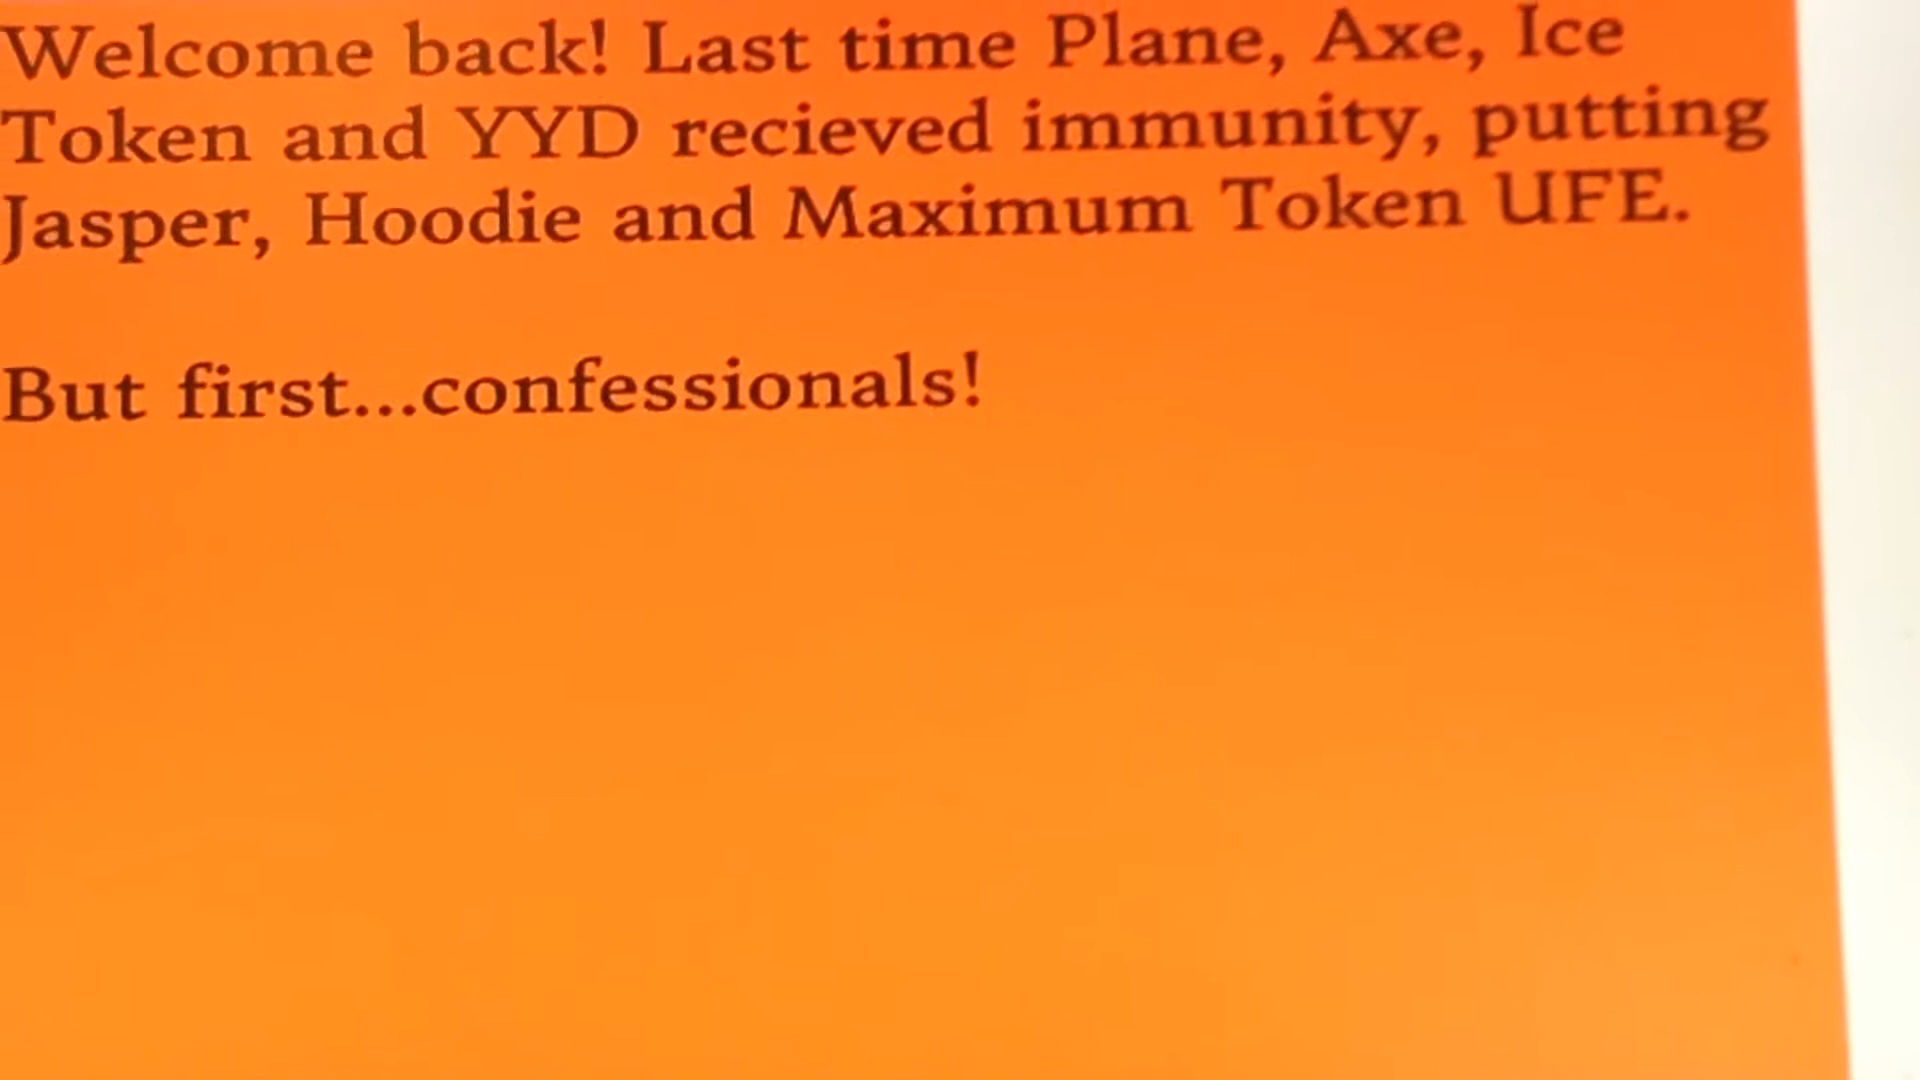 Welcome back! Last time Plane, Axe, Ice
Token and YYD recieved immunity, putting
Jasper, Hoodie and Maximum Token UFE.
But first...confessionals!